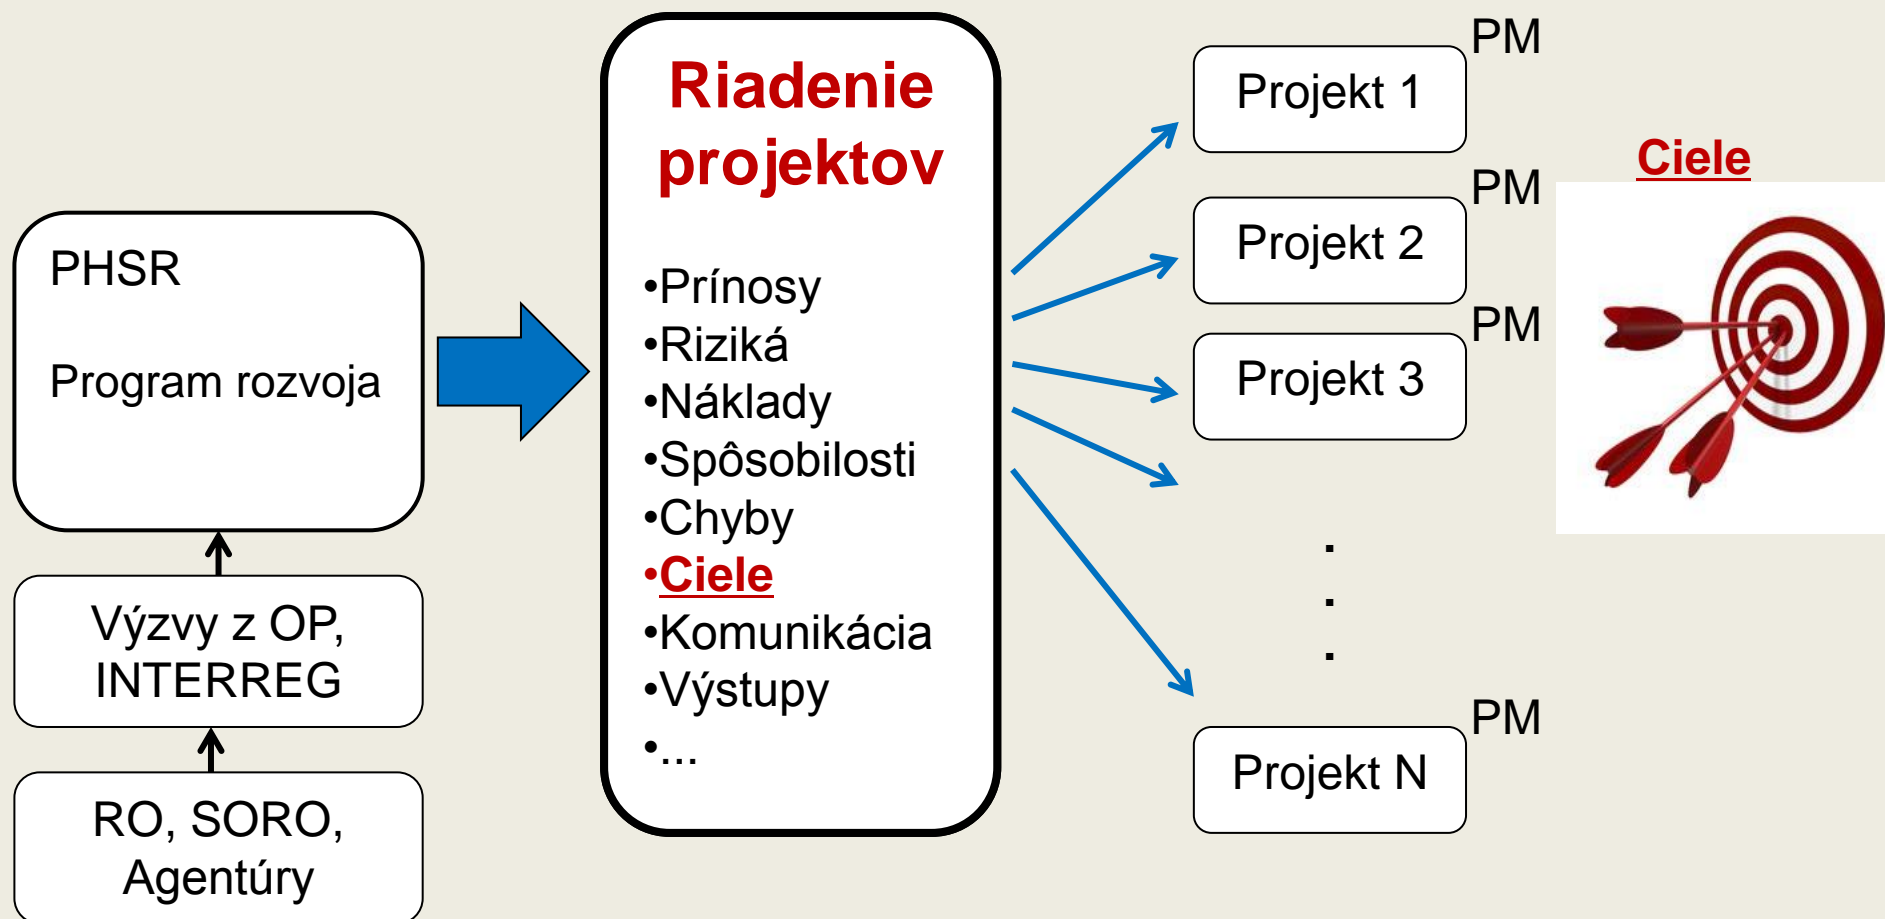 PHSR
Program rozvoja
Výzvy z OP,
INTERREG
RO, SORO,
Agentúry
Riadenie
projektov
•Prínosy
•Riziká
•Náklady
•Spôsobilosti
•Chyby
•Ciele
•Komunikácia
•Výstupy
•...
PM
Projekt 1
PM
Projekt 2
PM
Projekt 3
.
.
.
PM
Projekt N
Ciele